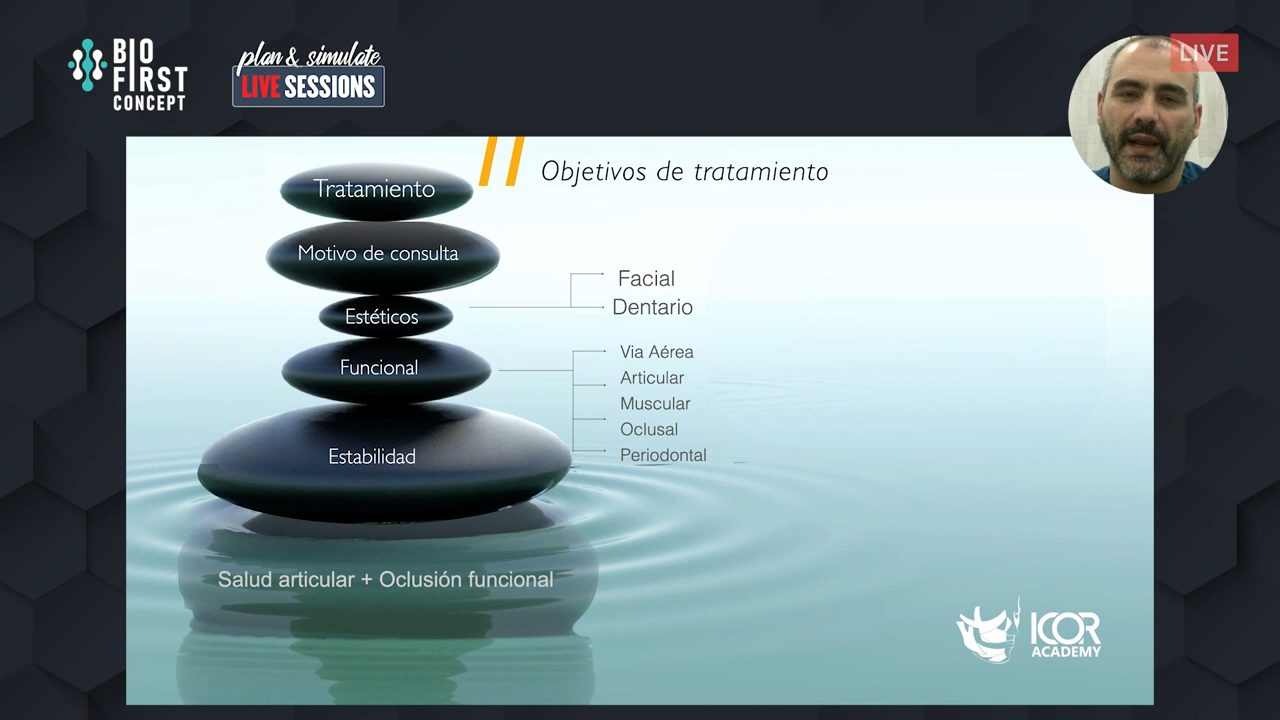 BIO
FIRST
CONCEPT
plan & simulate
LIVE SESSIONS
LIVE
Objetivos de tratamiento
Tratamiento
Motivo de consulta
Estéticos
Funcional
Estabilidad
Facial
Dentario
Via Aérea
Articular
Muscular
Oclusal
Periodontal
Salud articular + Oclusión funcional
ICOR
ACADEMY